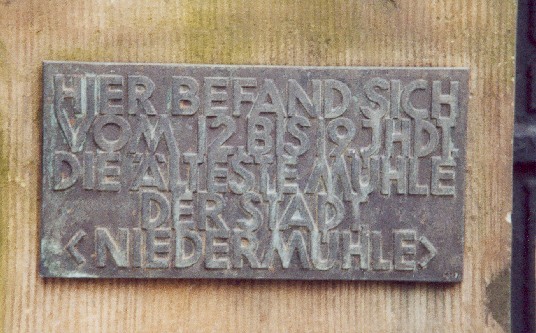 HIER BEFAND SICH
VOM 12 BIS 19 JHDT.
DIE ÄLTESTE MÜHLE
DER STADT
<NIEDERMÜHLE>